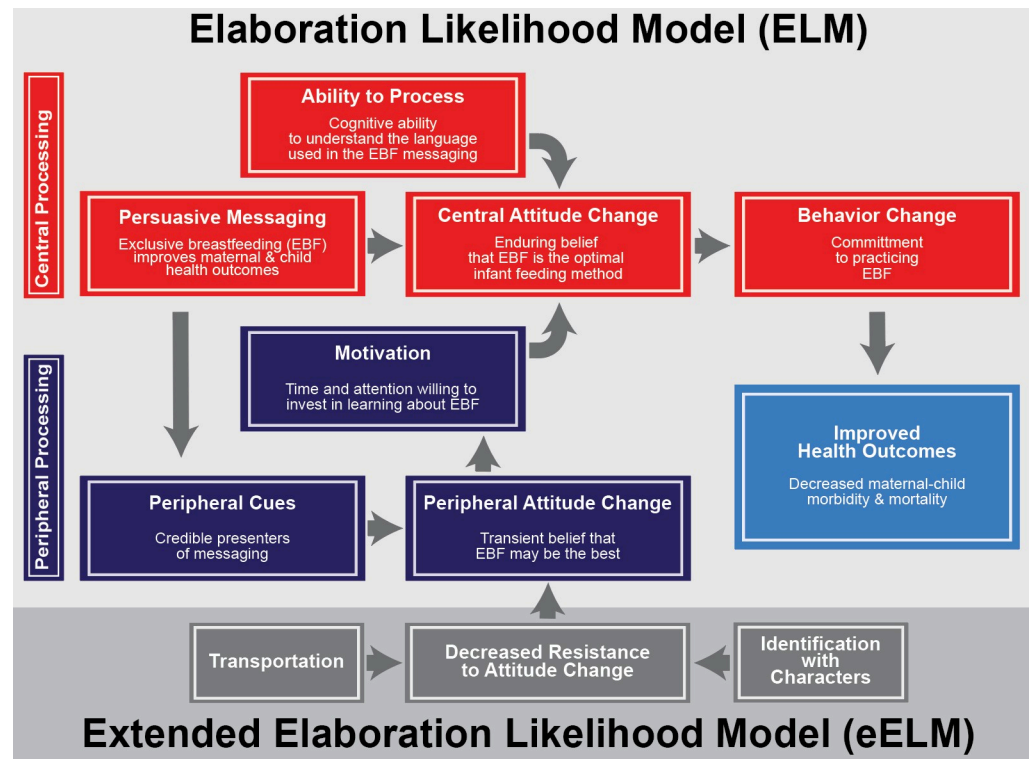 Elaboration Likelihood Model (ELM)
Central Processing
Ability to Process
Cognitive ability
to understand the language
used in the EBF messaging
Persuasive Messaging
Exclusive breastfeeding (EBF)
improves maternal & child
health outcomes
Central Attitude Change
Enduring belief
that EBF is the optimal
infant feeding method
Behavior Change
Committment
to practicing
EBF
Peripheral Processing
Motivation
Time and attention willing to
invest in learning about EBF
Improved
Health Outcomes
Decreased maternal-child
morbidity & mortality
Peripheral Cues
Credible presenters
of messaging
Peripheral Attitude Change
Transient belief that
EBF may be the best
Transportation
Decreased Resistance
to Attitude Change
Identification
with
Characters
Extended Elaboration Likelihood Model (eELM)